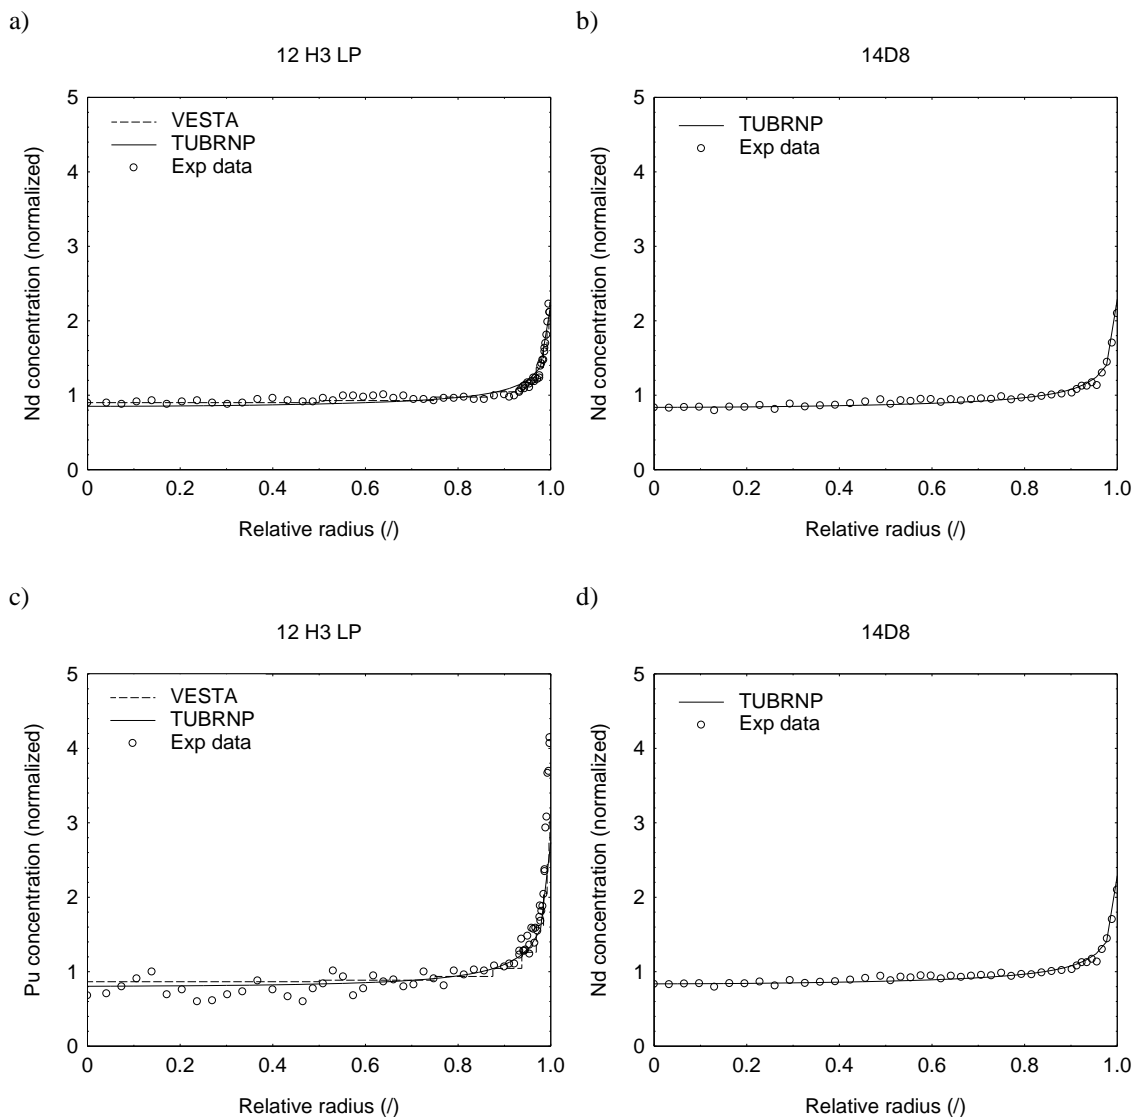 a)
12 H3 LP
VESTA
TUBRNP
Exp data
Nd concentration (normalized)
5
4
3
2
1
0
0 0.2 0.4 0.6 0.8 1.0
Relative radius (/)
b)
14D8
TUBRNP
Exp data
Nd concentration (normalized)
5
4
3
2
1
0
0 0.2 0.4 0.6 0.8 1.0
Relative radius (/)
c)
12 H3 LP
VESTA
TUBRNP
Exp data
Pu concentration (normalized)
5
4
3
2
1
0
0 0.2 0.4 0.6 0.8 1.0
Relative radius (/)
d)
14D8
TUBRNP
Exp data
Nd concentration (normalized)
5
4
3
2
1
0
0 0.2 0.4 0.6 0.8 1.0
Relative radius (/)